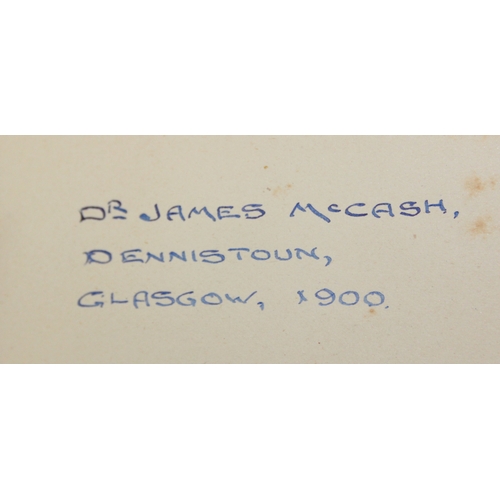 Dᴿ JAMES McCASH,
DENNISTOUN,
GLASGOW, 1900.